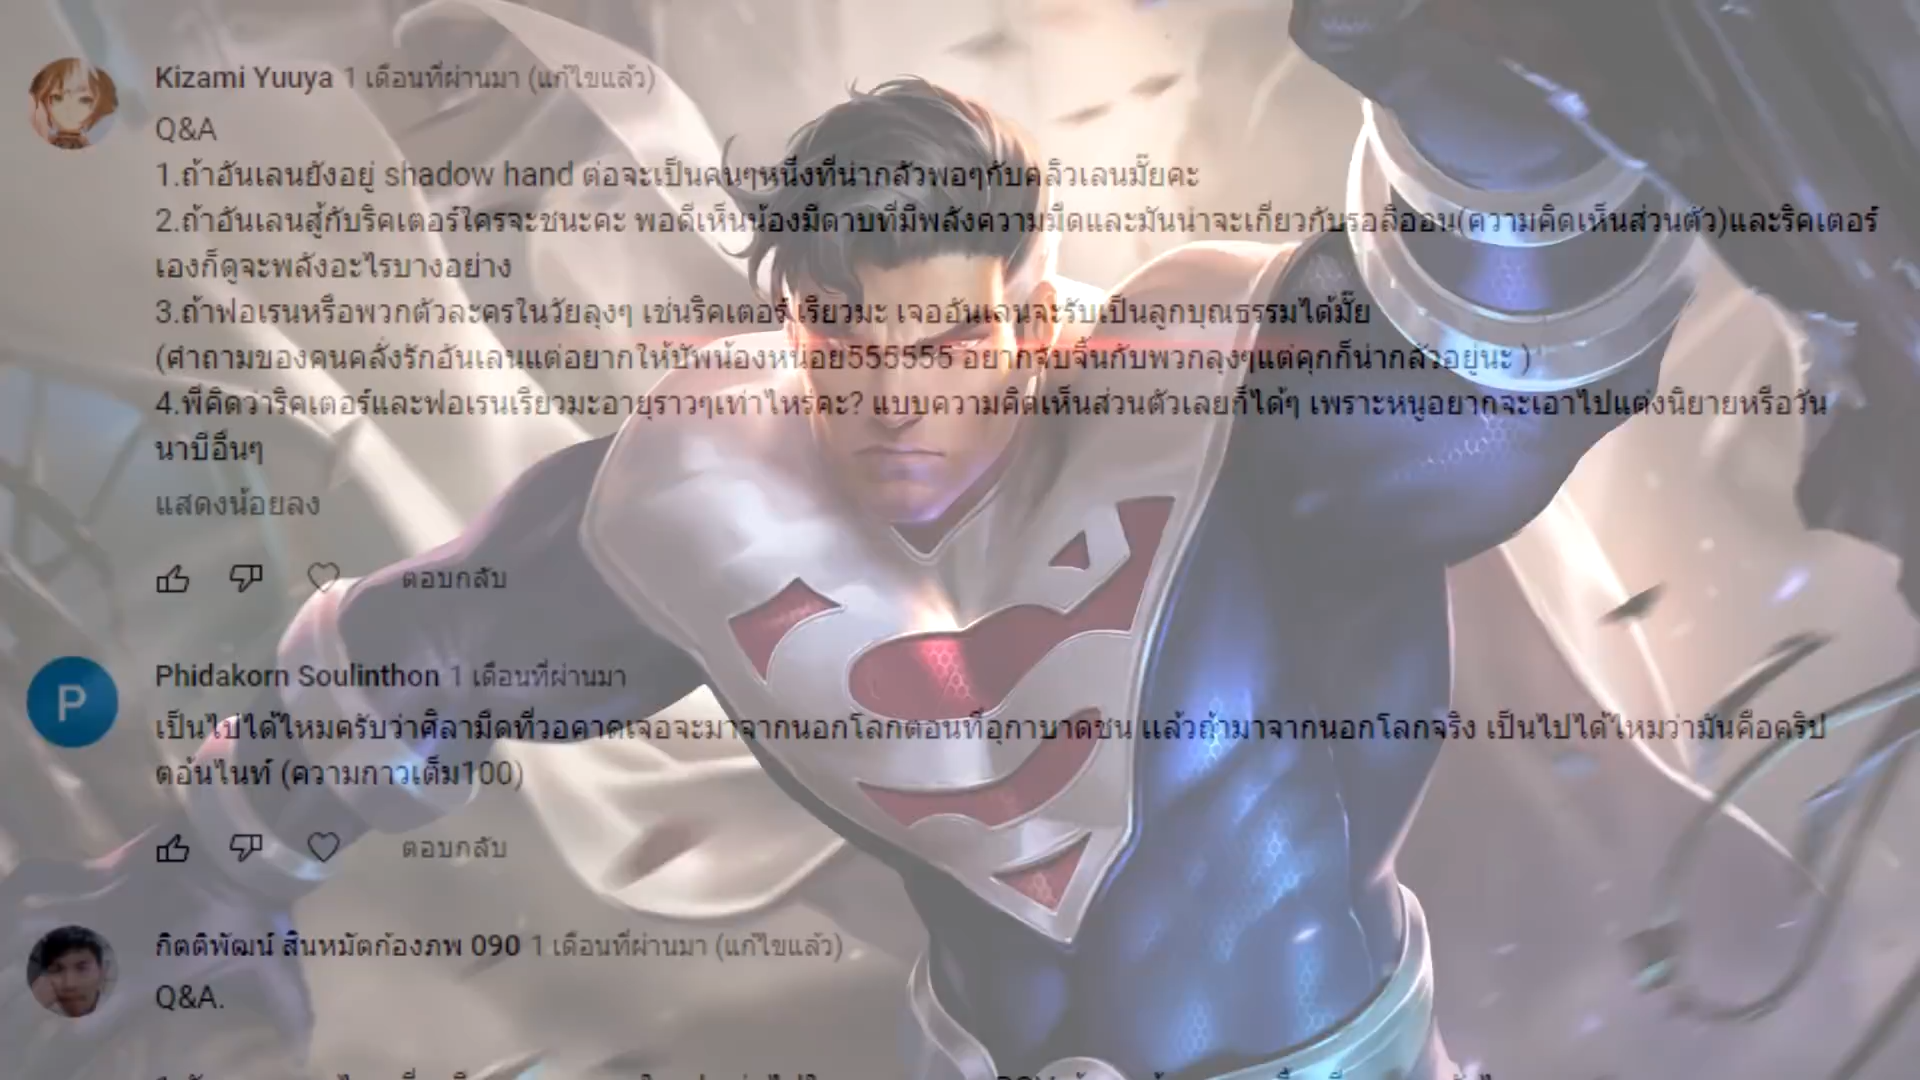 Kizami Yuuya 1 เดือนที่ผ่านมา (แก้ไขแล้ว)
Q&A
1.ถ้าอันเลนยังอยู่ shadow hand ต่อจะเป็นคนๆหนึ่งที่น่ากลัวพอๆกับคลิวเลนมั๊ยคะ
2.ถ้าอันเลนสู้กับริคเตอร์ใครจะชนะคะ พอดีเห็นน้องมีดาบที่มีพลังความมืดและมันน่าจะเกี่ยวกับรอลิออน(ความคิดเห็นส่วนตัว)และริคเตอร์
เองก็ดูจะพลังอะไรบางอย่าง
3.ถ้าฟอเรนหรือพวกตัวละครในวัยลุงๆ เช่นริคเตอร์ เรียวมะ เจออันเลนจะรับเป็นลูกบุณธรรมได้มั๊ย
(คำถามของคนคลั่งรักอันเลนแต่อยากให้บัพน้องหน่อย555555 อยากจับจิ้นกับพวกลุงๆแต่คุกก็น่ากลัวอยู่นะ )
4.พี่คิดว่าริคเตอร์และฟอเรนเรียวมะอายุราวๆเท่าไหร่คะ? แบบความคิดเห็นส่วนตัวเลยก็ได้ๆ เพราะหนูอยากจะเอาไปแต่งนิยายหรือวัน
นาบีอื่นๆ
แสดงน้อยลง
ตอบกลับ
P
Phidakorn Soulinthon 1 เดือนที่ผ่านมา
เป็นไปได้ไหมครับว่าศิลามืดที่วอคาดเจอจะมาจากนอกโลกตอนที่อุกาบาตชน แล้วถ้ามาจากนอกโลกจริง เป็นไปได้ไหมว่ามันคือคริป
ตอ้นไนท์ (ความกาวเต็ม100)
ตอบกลับ
กิตติพัฒน์ สินหมัตก้องภพ 090 1 เดือนที่ผ่านมา (แก้ไขแล้ว)
Q&A.